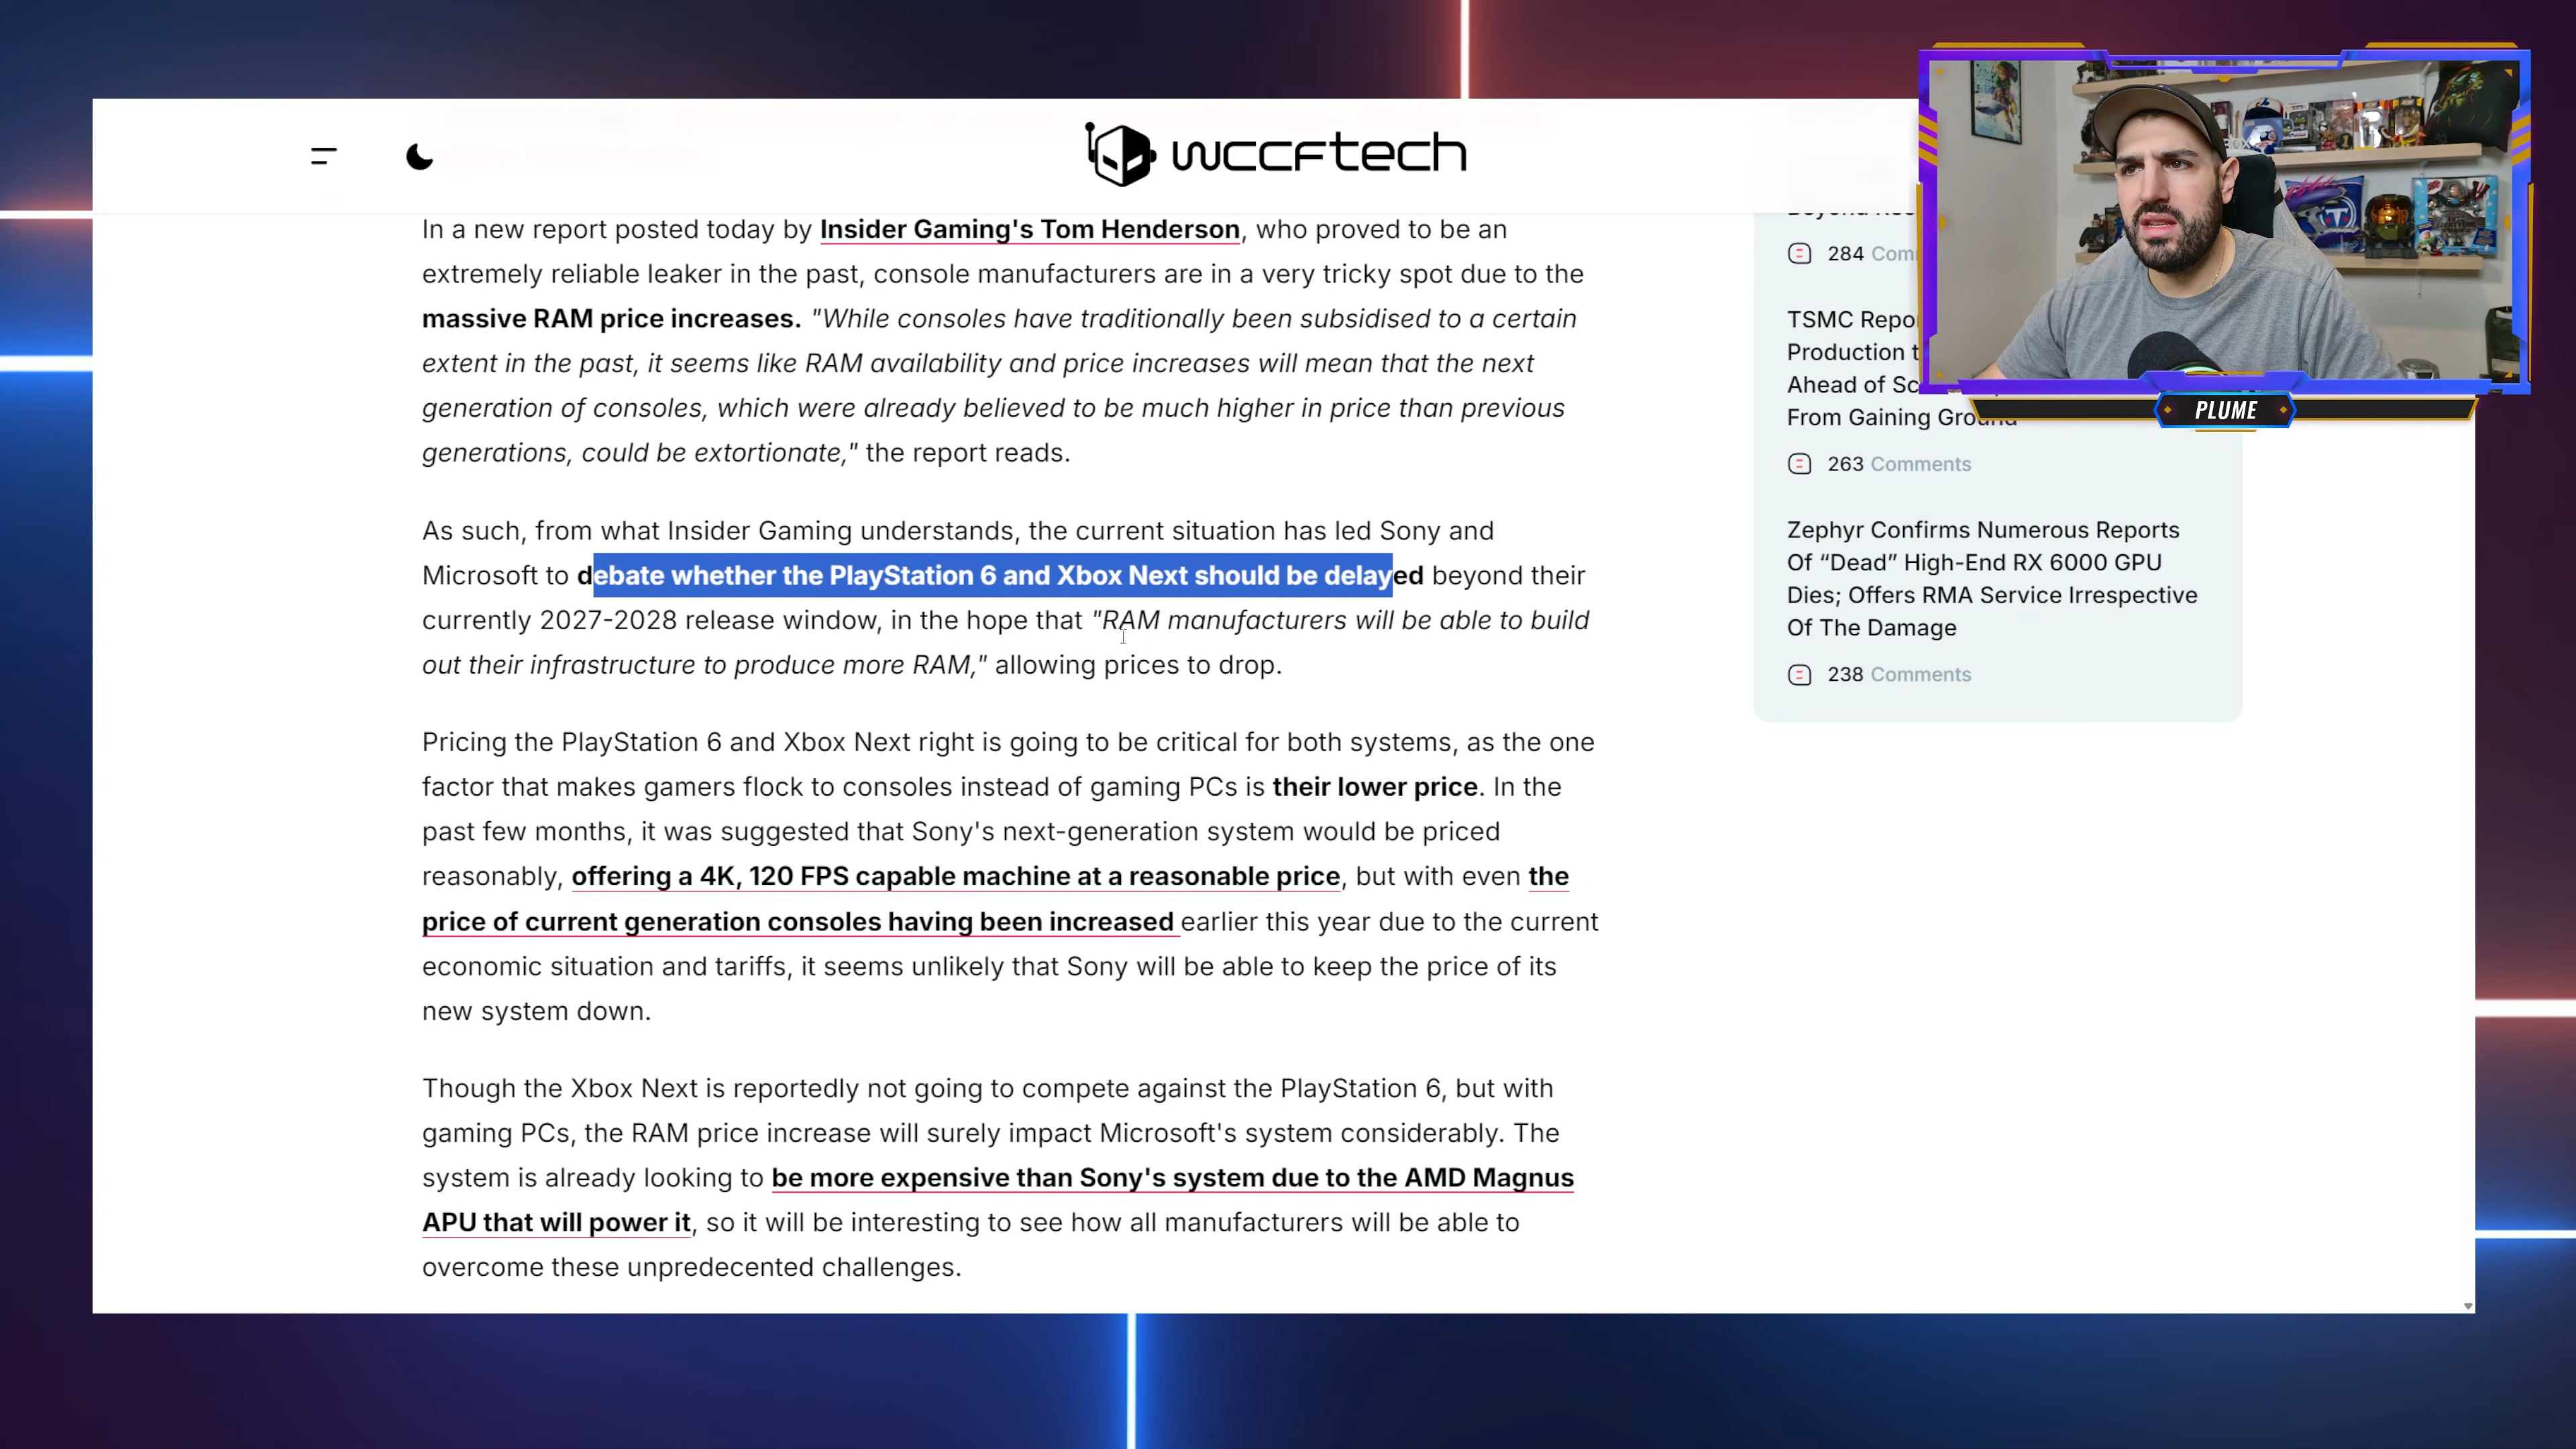 wccftech
In a new report posted today by Insider Gaming's Tom Henderson, who proved to be an
extremely reliable leaker in the past, console manufacturers are in a very tricky spot due to the
massive RAM price increases. "While consoles have traditionally been subsidised to a certain
extent in the past, it seems like RAM availability and price increases will mean that the next
generation of consoles, which were already believed to be much higher in price than previous
generations, could be extortionate," the report reads.
As such, from what Insider Gaming understands, the current situation has led Sony and
Microsoft to debate whether the PlayStation 6 and Xbox Next should be delayed beyond their
currently 2027-2028 release window, in the hope that "RAM manufacturers will be able to build
out their infrastructure to produce more RAM," allowing prices to drop.
Pricing the PlayStation 6 and Xbox Next right is going to be critical for both systems, as the one
factor that makes gamers flock to consoles instead of gaming PCs is their lower price. In the
past few months, it was suggested that Sony's next-generation system would be priced
reasonably, offering a 4K, 120 FPS capable machine at a reasonable price, but with even the
price of current generation consoles having been increased earlier this year due to the current
economic situation and tariffs, it seems unlikely that Sony will be able to keep the price of its
new system down.
Though the Xbox Next is reportedly not going to compete against the PlayStation 6, but with
gaming PCs, the RAM price increase will surely impact Microsoft's system considerably. The
system is already looking to be more expensive than Sony's system due to the AMD Magnus
APU that will power it, so it will be interesting to see how all manufacturers will be able to
overcome these unpredecented challenges.
284
TSMC
Production
Ahead of
From Gaining Ground
263 Comments
Zephyr Confirms Numerous Reports
Of “Dead” High-End RX 6000 GPU
Dies; Offers RMA Service Irrespective
Of The Damage
238 Comments
PLUME